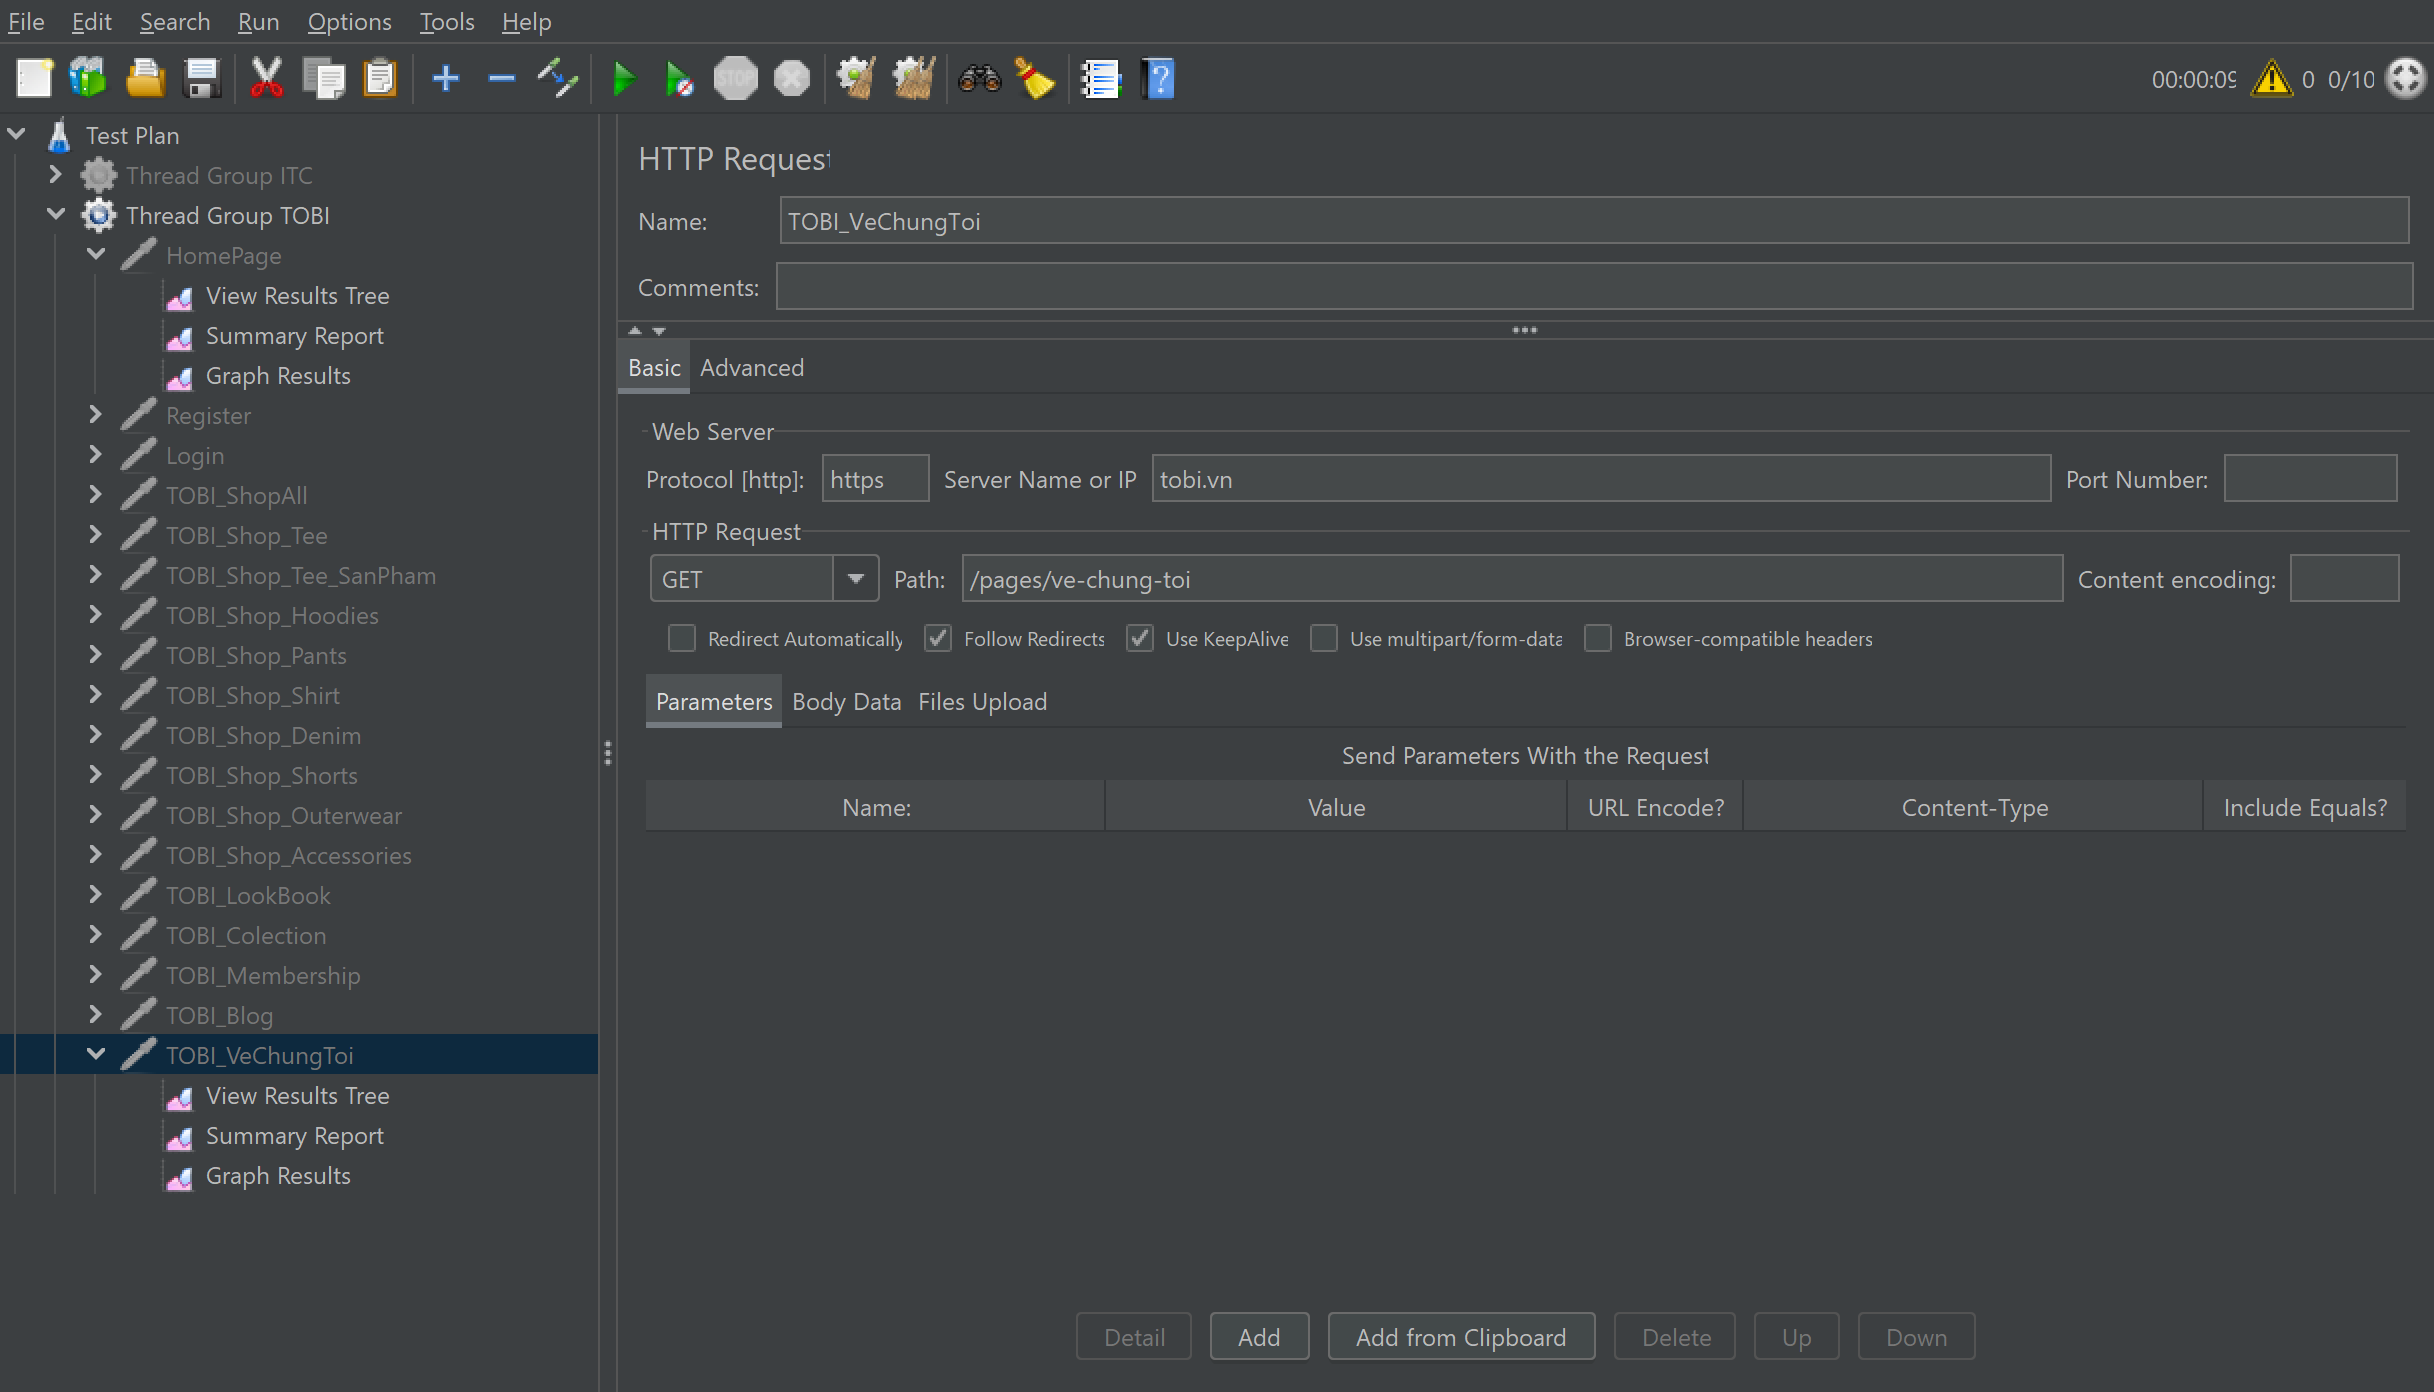 File Edit Search Run Options Tools Help
STOP
00:00:09 0 0/10
Test Plan
Thread Group ITC
Thread Group TOBI
HomePage
View Results Tree
Summary Report
Graph Results
Register
Login
TOBI_ShopAll
TOBI_Shop_Tee
TOBI_Shop_Tee_SanPham
TOBI_Shop_Hoodies
TOBI_Shop_Pants
TOBI_Shop_Shirt
TOBI_Shop_Denim
TOBI_Shop_Shorts
TOBI_Shop_Outerwear
TOBI_Shop_Accessories
TOBI_LookBook
TOBI_Colection
TOBI_Membership
TOBI_Blog
TOBI_VeChungToi
View Results Tree
Summary Report
Graph Results
HTTP Request
Name: TOBI_VeChungToi
Comments:
Basic Advanced
Web Server
Protocol [http]: https Server Name or IP tobi.vn Port Number:
HTTP Request
GET Path: /pages/ve-chung-toi Content encoding:
Redirect Automatically Follow Redirects Use KeepAlive Use multipart/form-data Browser-compatible headers
Parameters Body Data Files Upload
Send Parameters With the Request
Name: Value URL Encode? Content-Type Include Equals?
Detail Add Add from Clipboard Delete Up Down